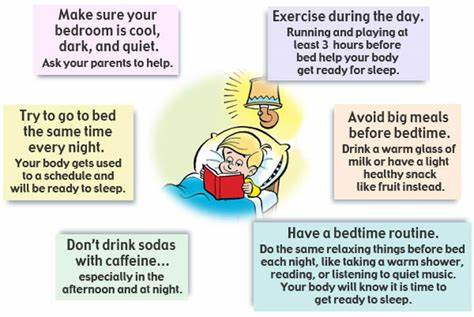 Make sure your
bedroom is cool,
dark, and quiet.
Ask your parents to help.
Exercise during the day.
Running and playing at
least 3 hours before
bed help your body
get ready for sleep.
Try to go to bed
the same time
every night.
Your body gets used
to a schedule and
will be ready to sleep.
Avoid big meals
before bedtime.
Drink a warm glass of
milk or have a light
healthy snack
like fruit instead.
Don't drink sodas
with caffeine...
especially in the
afternoon and at night.
Have a bedtime routine.
Do the same relaxing things before bed
each night, like taking a warm shower,
reading, or listening to quiet music.
Your body will know it is time to
get ready to sleep.